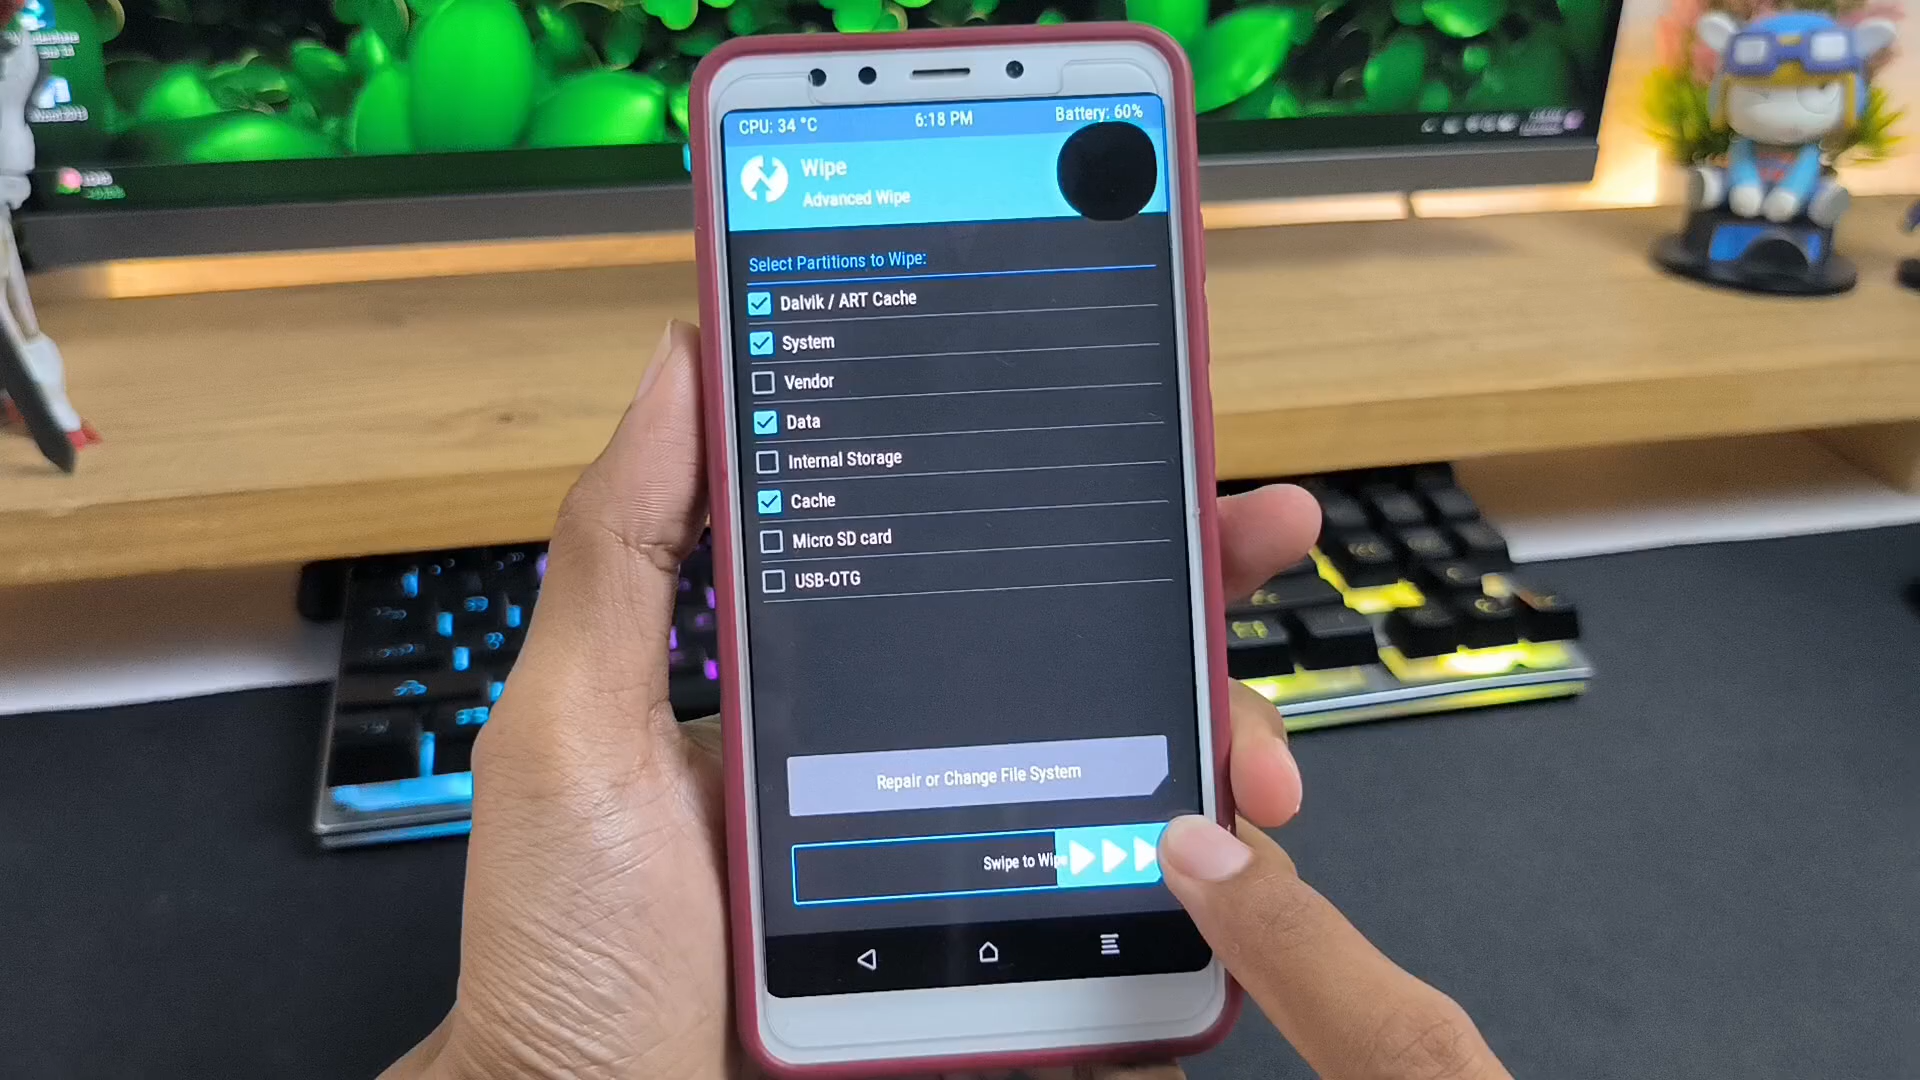 CPU: 34 °C
6:18 PM
Battery: 60%
Wipe
Advanced Wipe
Select Partitions to Wipe:
Dalvik / ART Cache
System
Vendor
Data
Internal Storage
Cache
Micro SD card
USB-OTG
Repair or Change File System
Swipe to Wipe